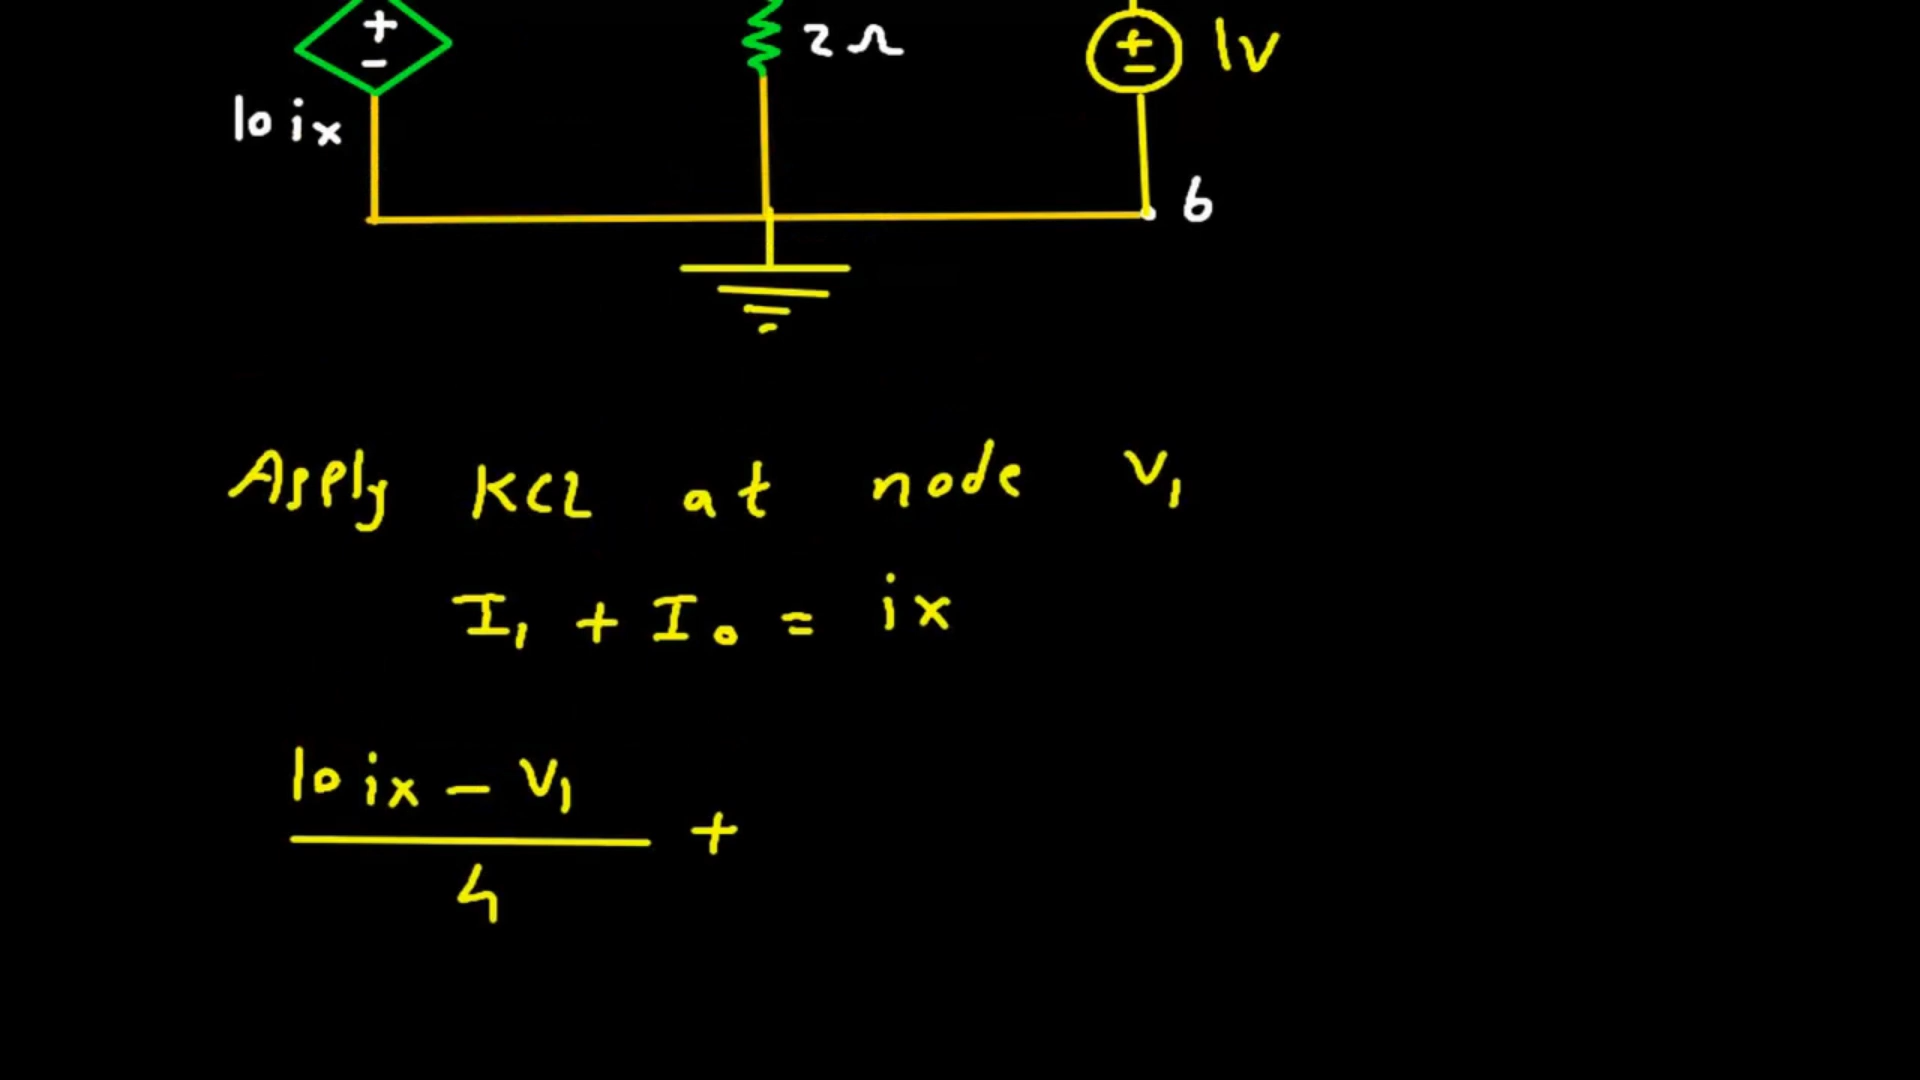 +
-
2Ω
+
-
1V
10 ix
b
Apply KCL at node V₁
I₁ + I₀ = ix
10 ix - V₁
+
4